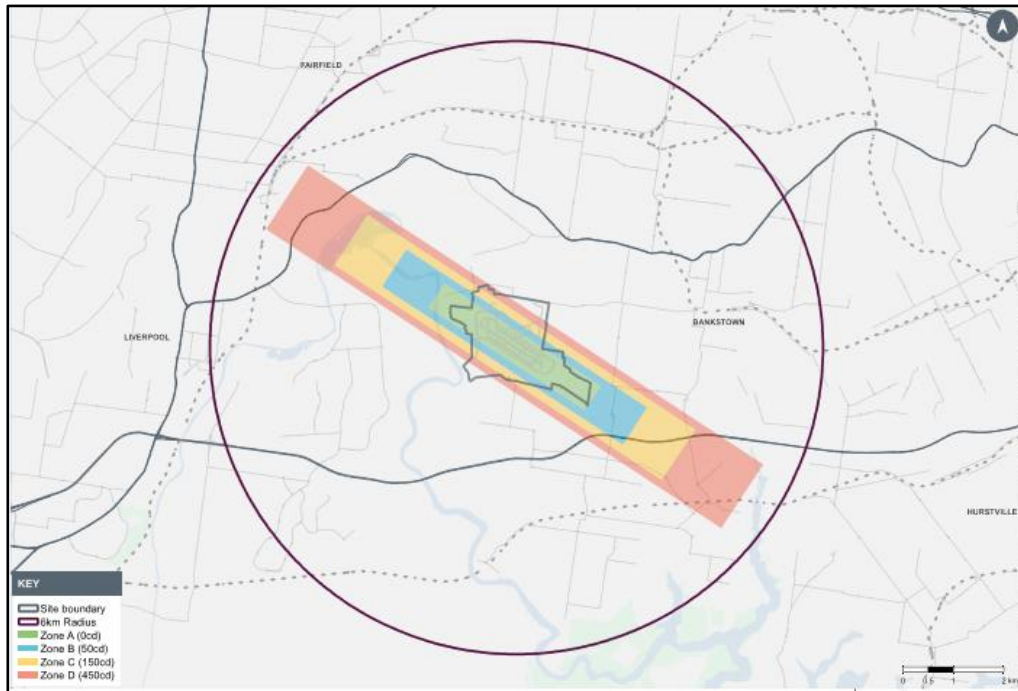 FAIRFIELD
BANKSTOWN
LIVERPOOL
HURSTVILLE
KEY
Site boundary
6km Radius
Zone A (0cd)
Zone B (50cd)
Zone C (150cd)
Zone D (450cd)
0 0.5 1 2 km